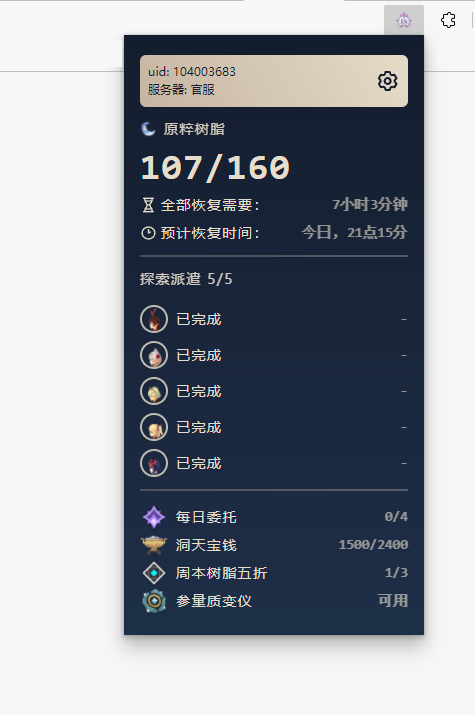 uid: 104003683
服务器: 官服
原粹树脂
107/160
全部恢复需要： 7小时3分钟
预计恢复时间： 今日，21点15分
探索派遣 5/5
已完成 -
已完成 -
已完成 -
已完成 -
已完成 -
每日委托 0/4
洞天宝钱 1500/2400
周本树脂五折 1/3
参量质变仪 可用